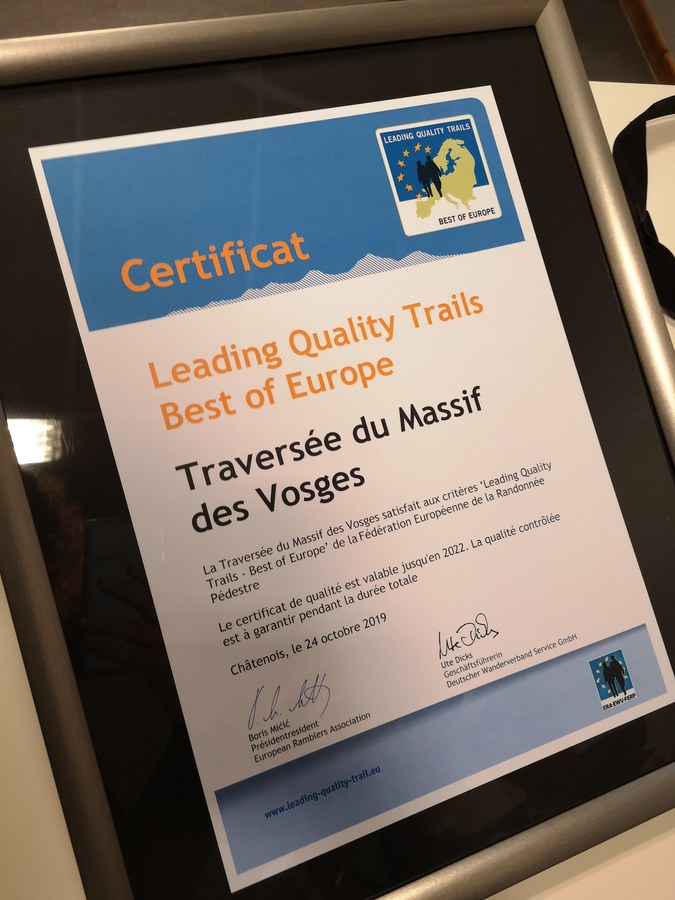 LEADING QUALITY TRAILS
BEST OF EUROPE
Certificat
Leading Quality Trails
Best of Europe
Traversée du Massif
des Vosges
La Traversée du Massif des Vosges satisfait aux critères ‘Leading Quality
Trails - Best of Europe’ de la Fédération Européenne de la Randonnée
Pédestre
Le certificat de qualité est valable jusqu'en 2022. La qualité contrôlée
est à garantir pendant la durée totale
Châtenois, le 24 octobre 2019
Ute Dicks
Ute Dicks
Geschäftsführerin
Deutscher Wanderverband Service GmbH
Boris Mićić
Présidentresident
European Ramblers Association
ERA-EWV-FERP
www.leading-quality-trail.eu